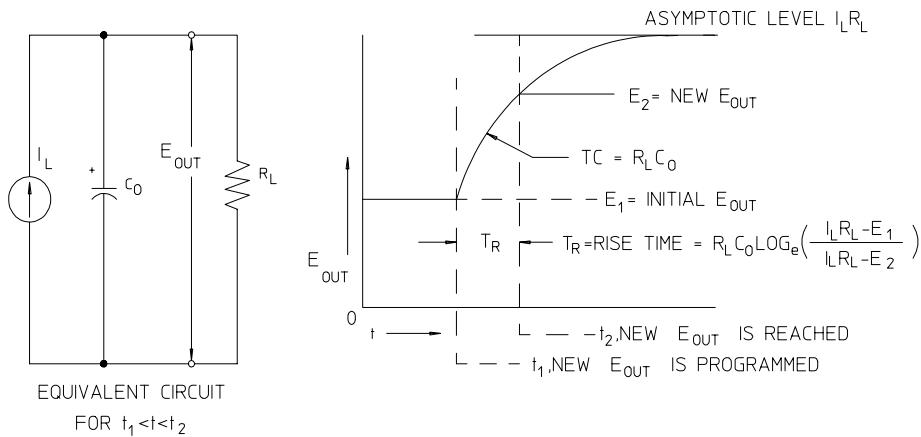 I_L
+
C_O
E_OUT
R_L
EQUIVALENT CIRCUIT
FOR t_1<t<t_2
ASYMPTOTIC LEVEL I_LR_L
E_2= NEW E_OUT
TC = R_LC_O
E_1= INITIAL E_OUT
T_R
T_R=RISE TIME = R_LC_OLOG_e(I_LR_L-E_1/I_LR_L-E_2)
E_OUT
O
t
t_2,NEW E_OUT IS REACHED
t_1,NEW E_OUT IS PROGRAMMED